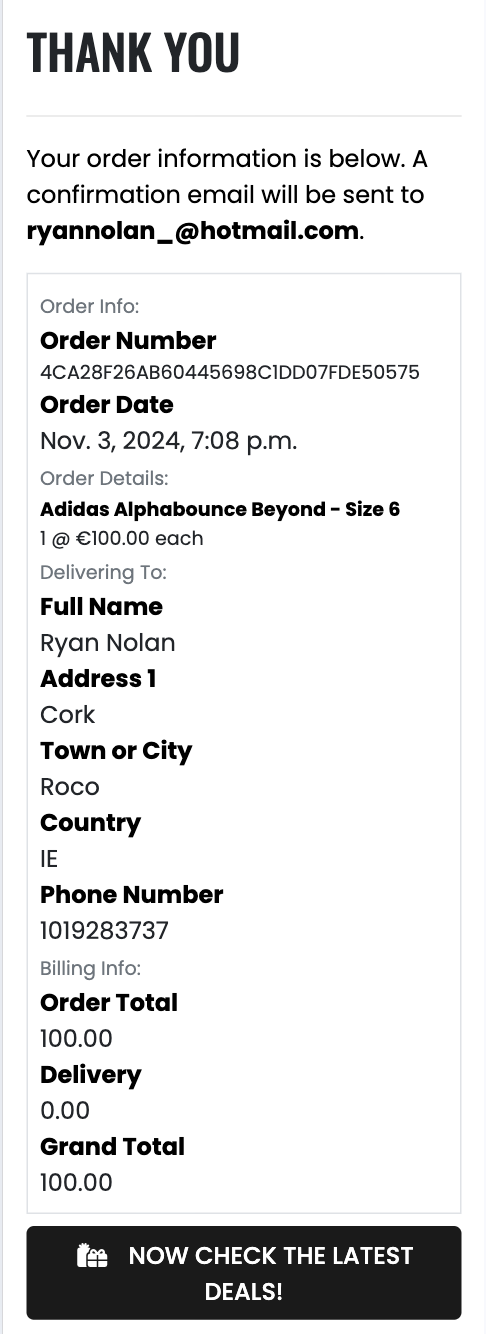 THANK YOU
Your order information is below. A
confirmation email will be sent to
ryannolan_@hotmail.com.
Order Info:
Order Number
4CA28F26AB60445698C1DD07FDE50575
Order Date
Nov. 3, 2024, 7:08 p.m.
Order Details:
Adidas Alphabounce Beyond - Size 6
1 @ €100.00 each
Delivering To:
Full Name
Ryan Nolan
Address 1
Cork
Town or City
Roco
Country
IE
Phone Number
1019283737
Billing Info:
Order Total
100.00
Delivery
0.00
Grand Total
100.00
NOW CHECK THE LATEST
DEALS!